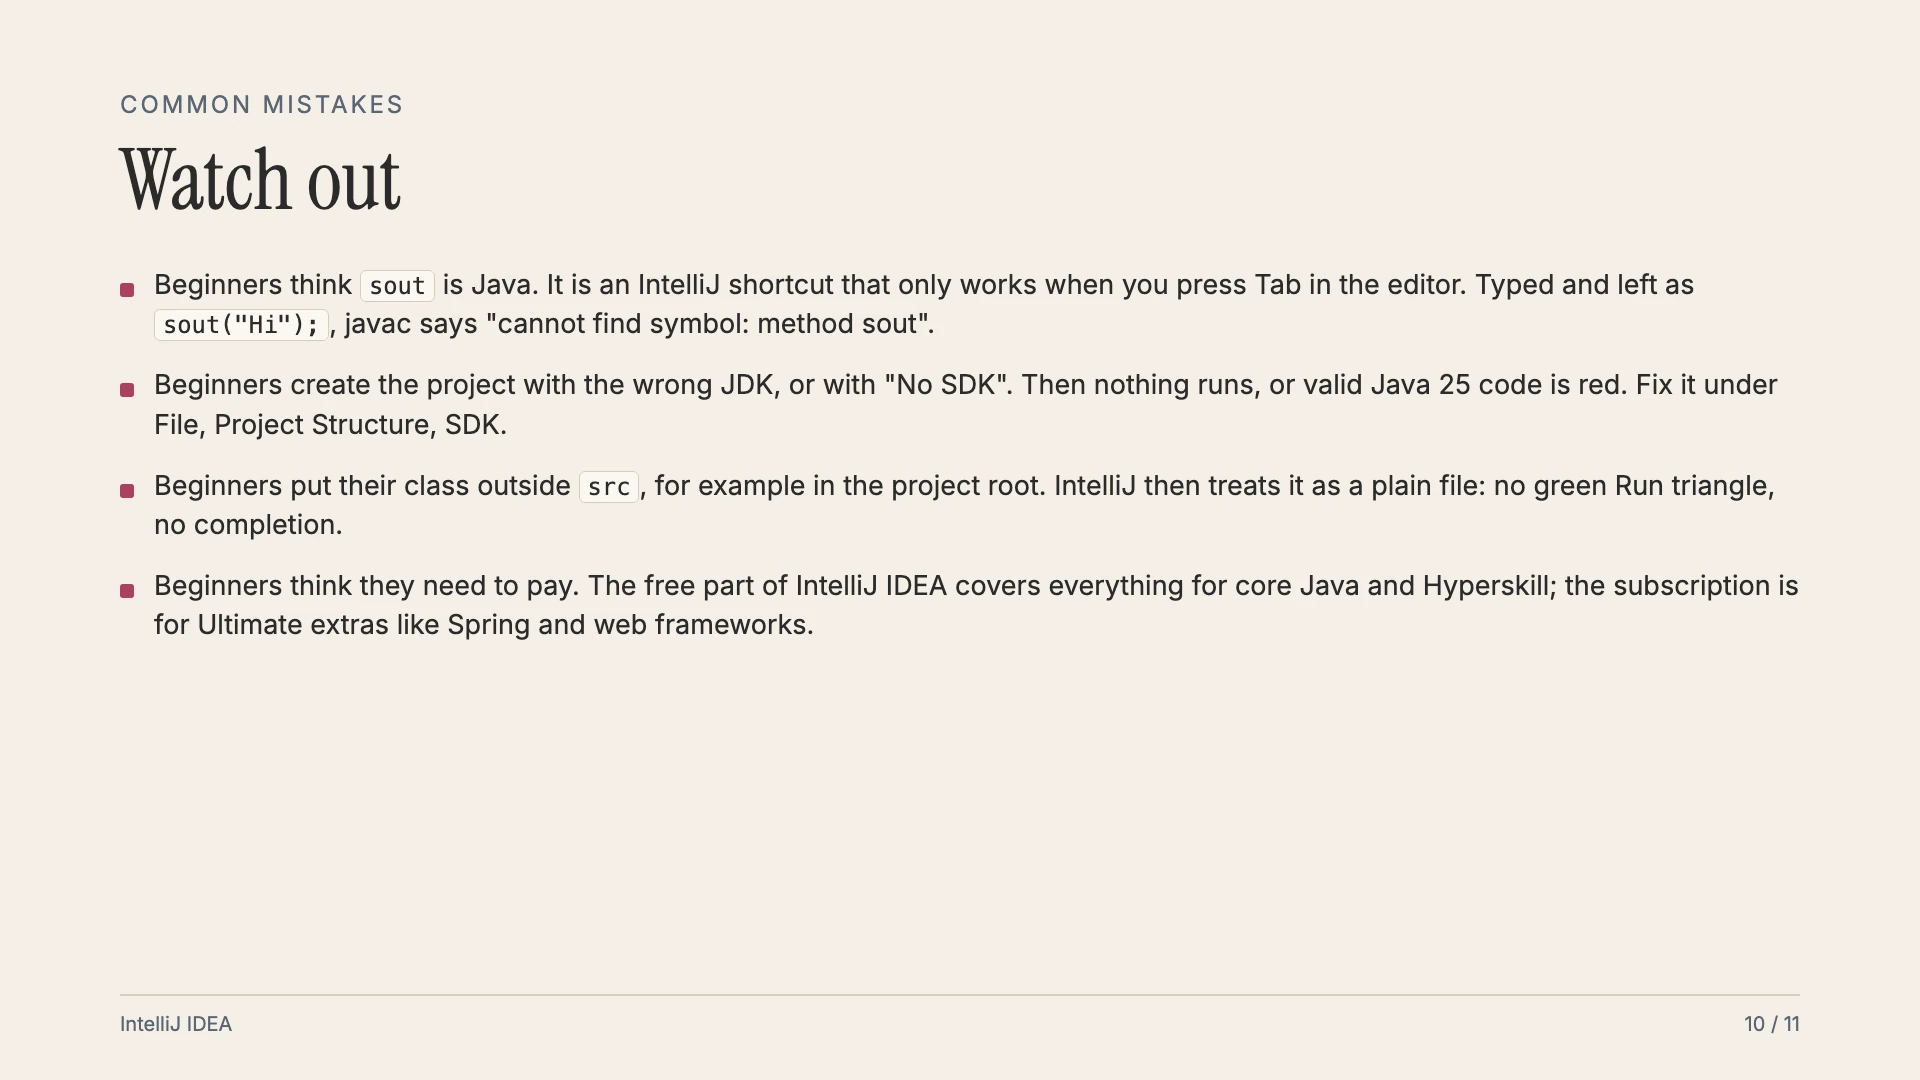 COMMON MISTAKES
Watch out
Beginners think sout is Java. It is an IntelliJ shortcut that only works when you press Tab in the editor. Typed and left as
sout("Hi");, javac says "cannot find symbol: method sout".
Beginners create the project with the wrong JDK, or with "No SDK". Then nothing runs, or valid Java 25 code is red. Fix it under
File, Project Structure, SDK.
Beginners put their class outside src, for example in the project root. IntelliJ then treats it as a plain file: no green Run triangle,
no completion.
Beginners think they need to pay. The free part of IntelliJ IDEA covers everything for core Java and Hyperskill; the subscription is
for Ultimate extras like Spring and web frameworks.
IntelliJ IDEA
10 / 11